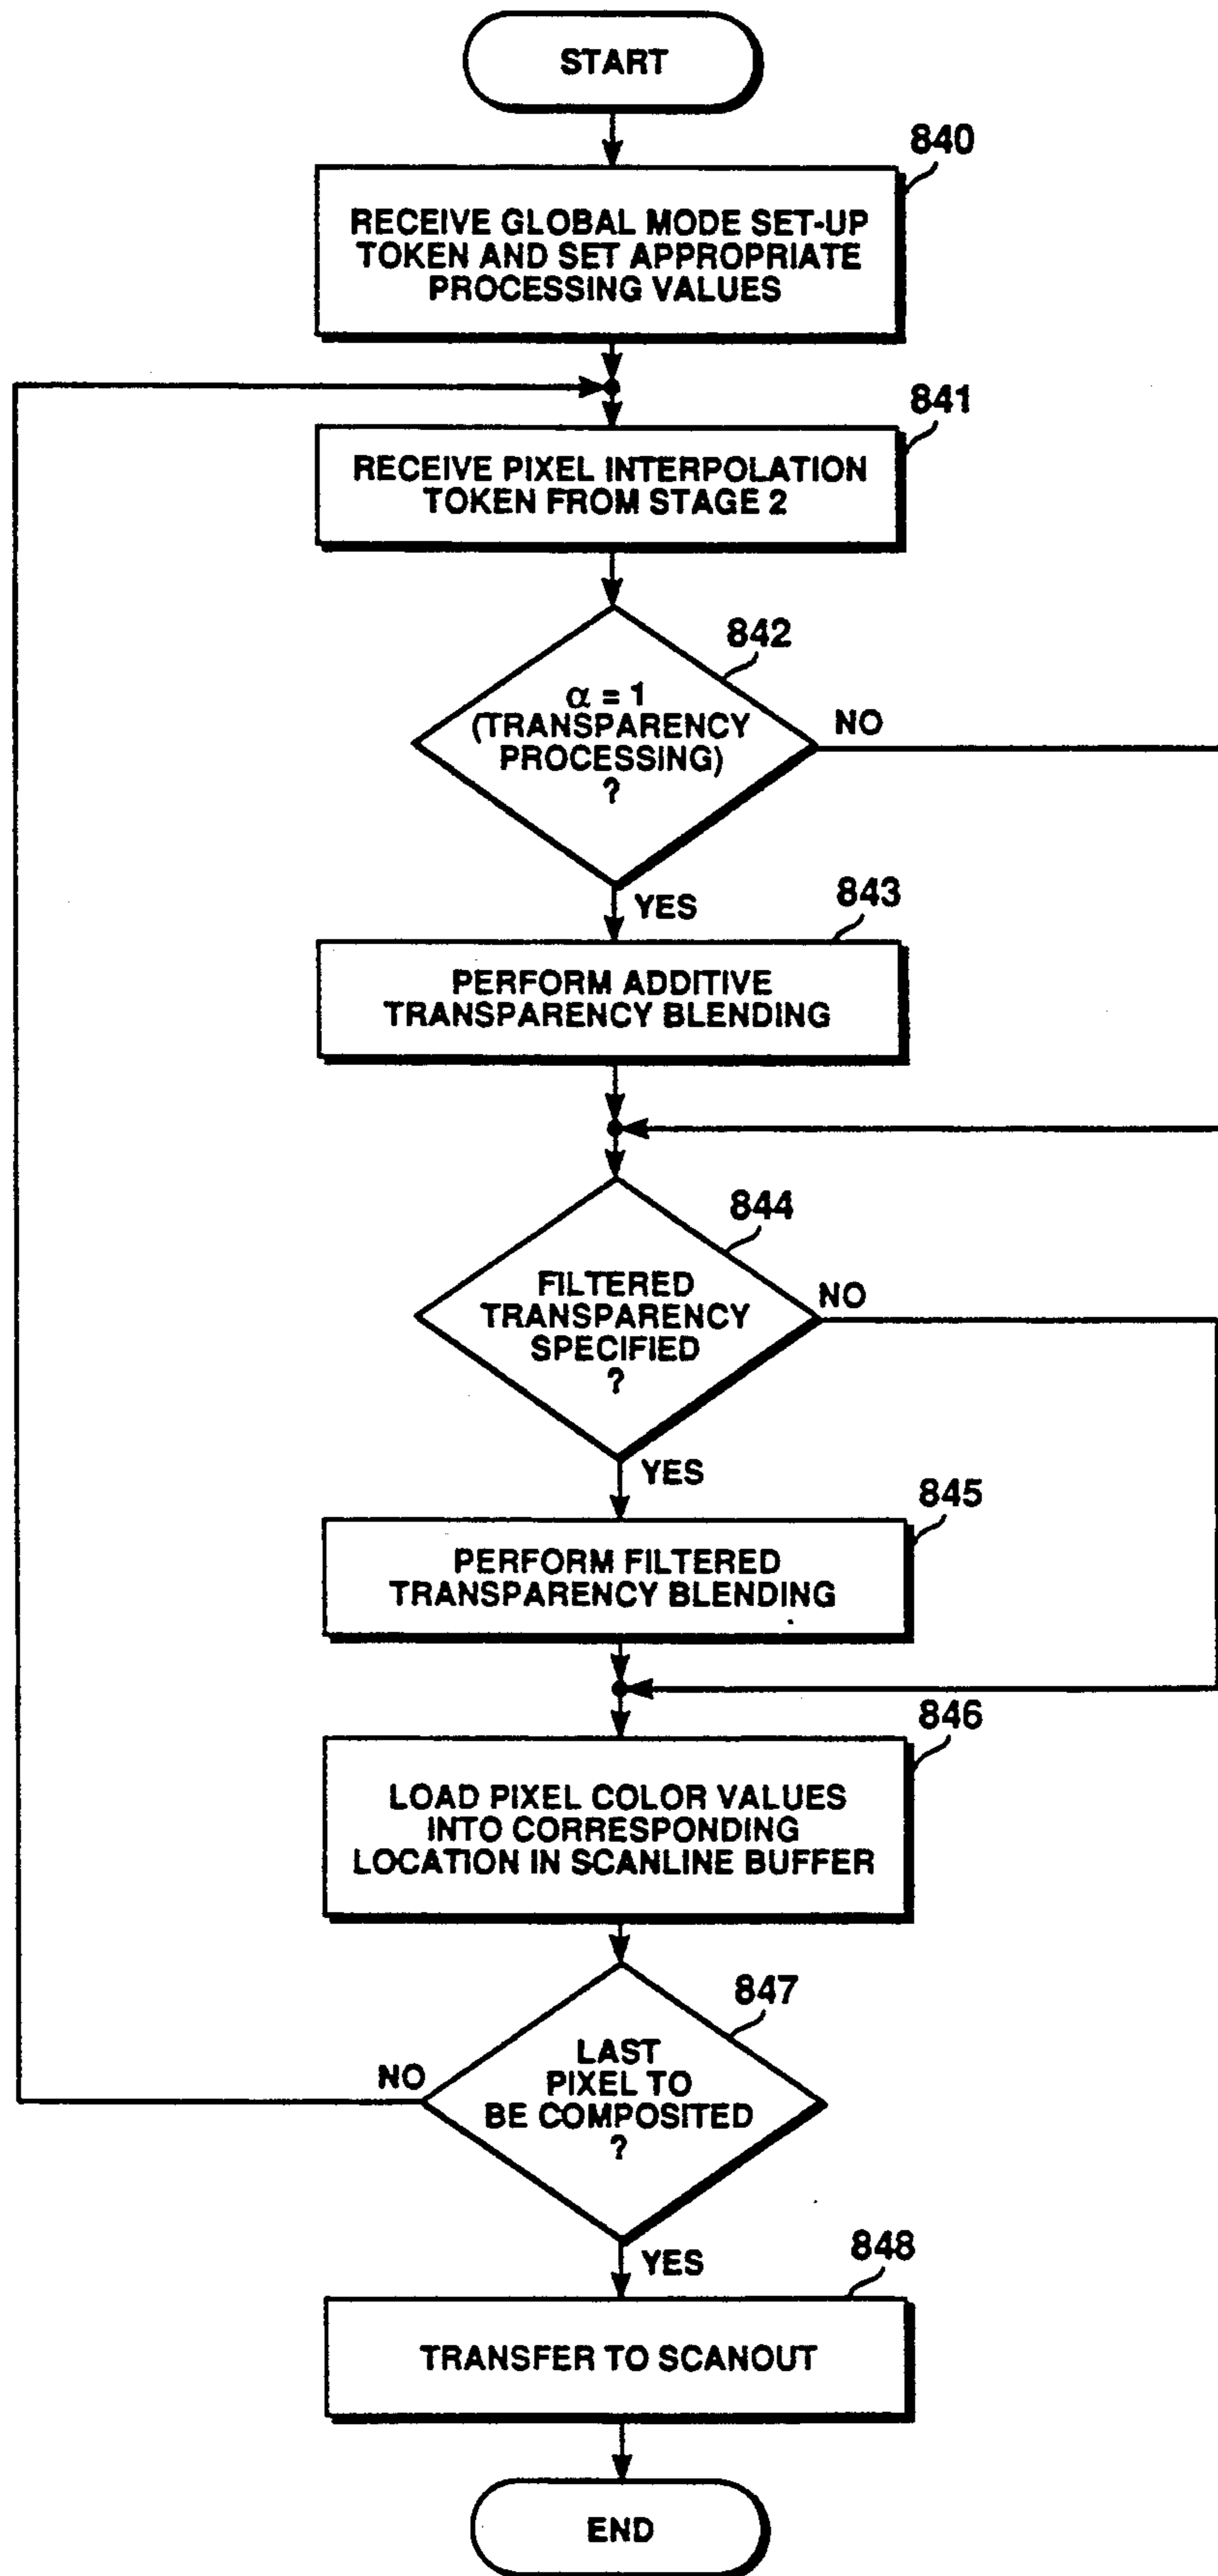 START
840
RECEIVE GLOBAL MODE SET-UP
TOKEN AND SET APPROPRIATE
PROCESSING VALUES
841
RECEIVE PIXEL INTERPOLATION
TOKEN FROM STAGE 2
842
α = 1
(TRANSPARENCY
PROCESSING)
?
NO
YES
843
PERFORM ADDITIVE
TRANSPARENCY BLENDING
844
FILTERED
TRANSPARENCY
SPECIFIED
?
NO
YES
845
PERFORM FILTERED
TRANSPARENCY BLENDING
846
LOAD PIXEL COLOR VALUES
INTO CORRESPONDING
LOCATION IN SCANLINE BUFFER
847
LAST
PIXEL TO
BE COMPOSITED
?
NO
YES
848
TRANSFER TO SCANOUT
END